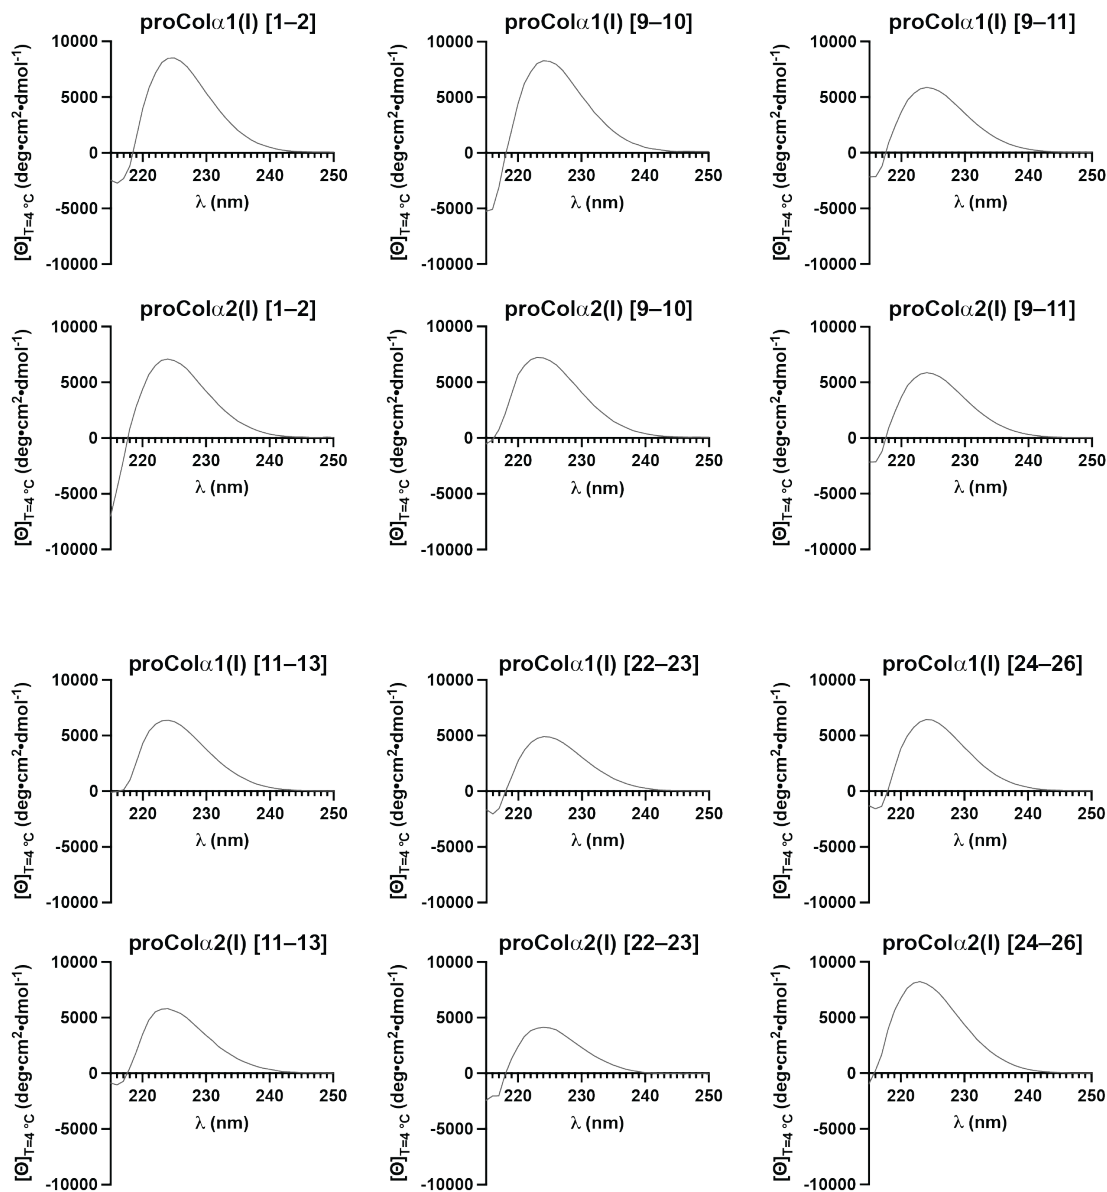 proColα1(I) [1–2]
10000
5000
0
-5000
-10000
220 230 240 250
λ (nm)
[Θ]T=4 °C (deg•cm2•dmol-1)
proColα1(I) [9–10]
10000
5000
0
-5000
-10000
220 230 240 250
λ (nm)
[Θ]T=4 °C (deg•cm2•dmol-1)
proColα1(I) [9–11]
10000
5000
0
-5000
-10000
220 230 240 250
λ (nm)
[Θ]T=4 °C (deg•cm2•dmol-1)
proColα2(I) [1–2]
10000
5000
0
-5000
-10000
220 230 240 250
λ (nm)
[Θ]T=4 °C (deg•cm2•dmol-1)
proColα2(I) [9–10]
10000
5000
0
-5000
-10000
220 230 240 250
λ (nm)
[Θ]T=4 °C (deg•cm2•dmol-1)
proColα2(I) [9–11]
10000
5000
0
-5000
-10000
220 230 240 250
λ (nm)
[Θ]T=4 °C (deg•cm2•dmol-1)
proColα1(I) [11–13]
10000
5000
0
-5000
-10000
220 230 240 250
λ (nm)
[Θ]T=4 °C (deg•cm2•dmol-1)
proColα1(I) [22–23]
10000
5000
0
-5000
-10000
220 230 240 250
λ (nm)
[Θ]T=4 °C (deg•cm2•dmol-1)
proColα1(I) [24–26]
10000
5000
0
-5000
-10000
220 230 240 250
λ (nm)
[Θ]T=4 °C (deg•cm2•dmol-1)
proColα2(I) [11–13]
10000
5000
0
-5000
-10000
220 230 240 250
λ (nm)
[Θ]T=4 °C (deg•cm2•dmol-1)
proColα2(I) [22–23]
10000
5000
0
-5000
-10000
220 230 240 250
λ (nm)
[Θ]T=4 °C (deg•cm2•dmol-1)
proColα2(I) [24–26]
10000
5000
0
-5000
-10000
220 230 240 250
λ (nm)
[Θ]T=4 °C (deg•cm2•dmol-1)